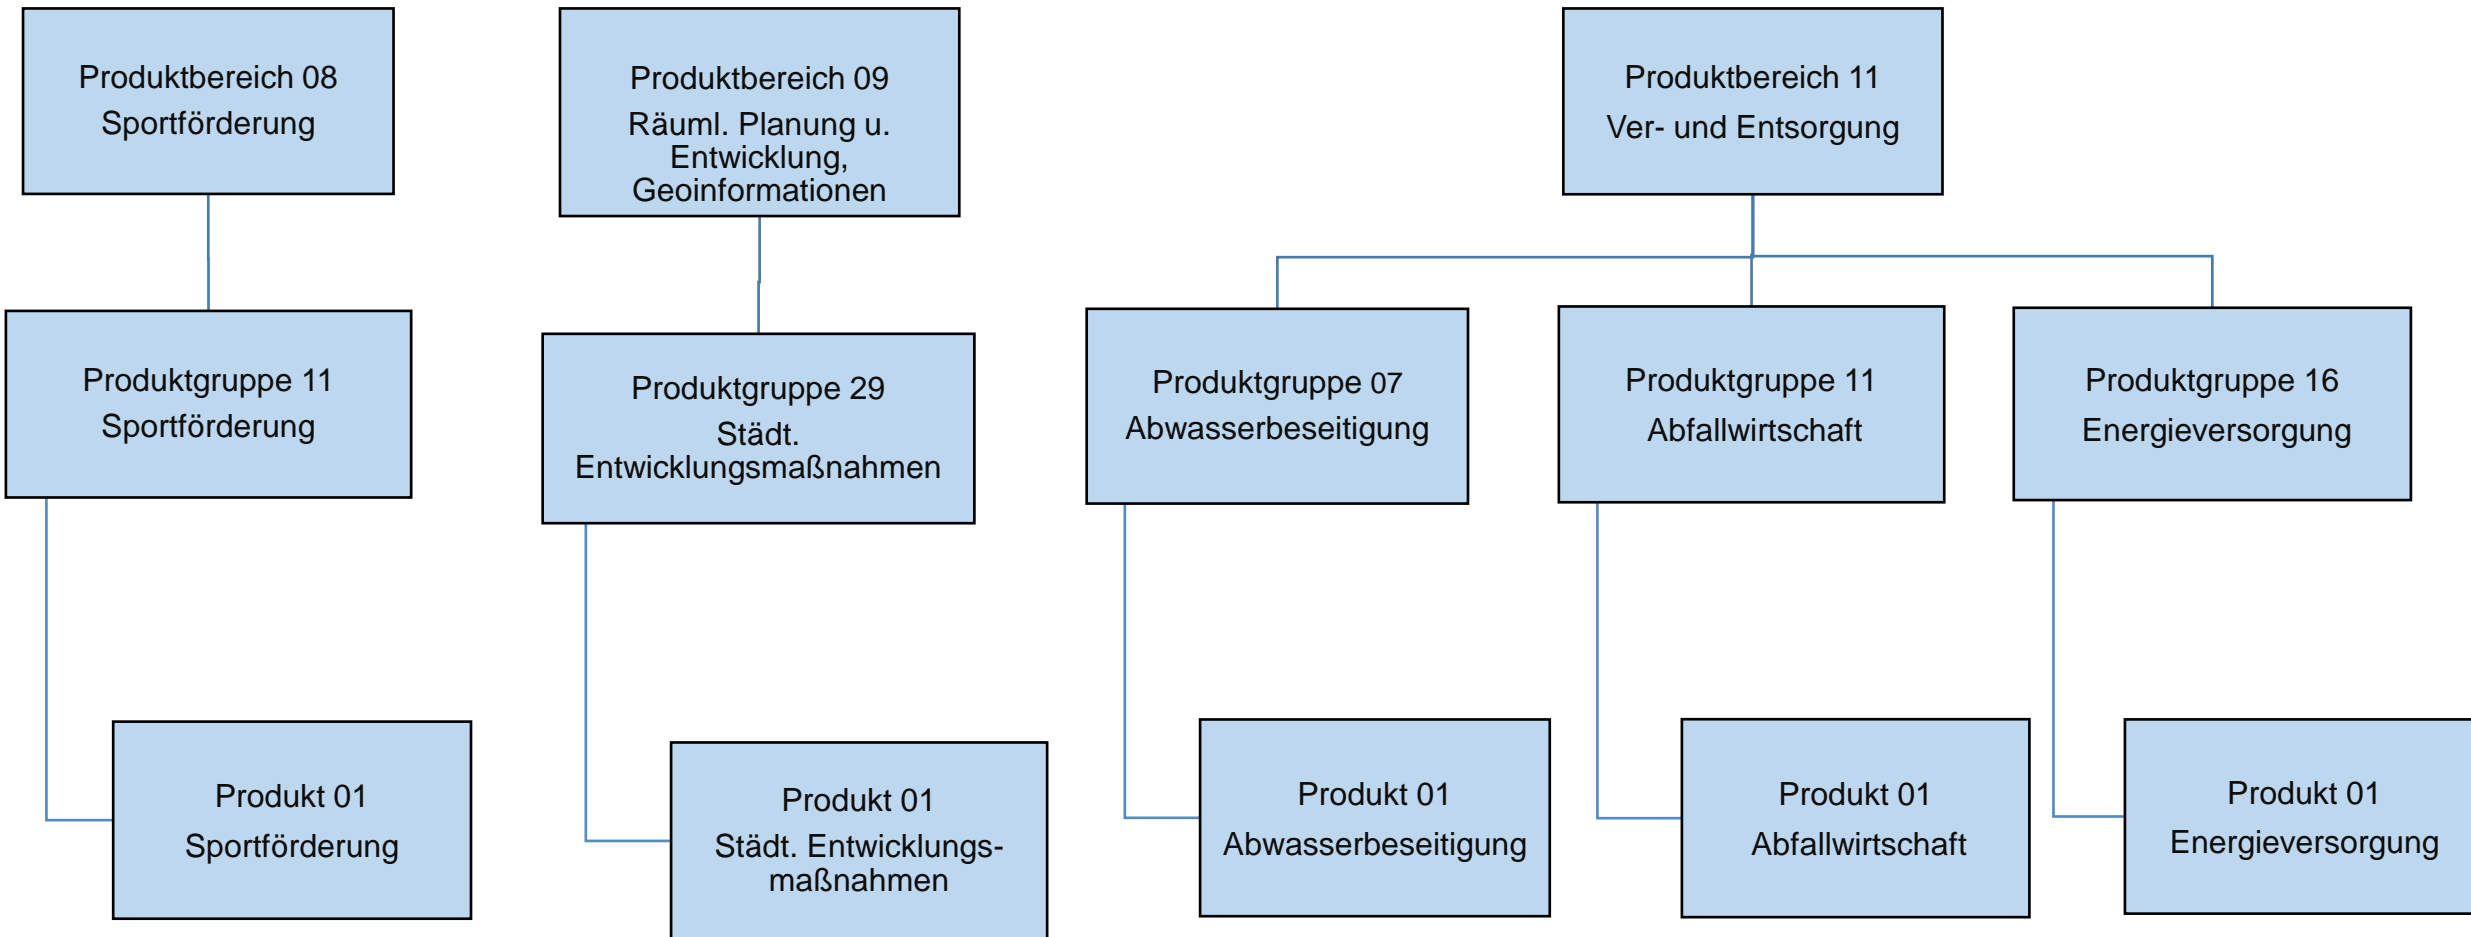 Produktbereich 08
Sportförderung
Produktbereich 09
Räuml. Planung u.
Entwicklung,
Geoinformationen
Produktbereich 11
Ver- und Entsorgung
Produktgruppe 11
Sportförderung
Produktgruppe 29
Städt.
Entwicklungsmaßnahmen
Produktgruppe 07
Abwasserbeseitigung
Produktgruppe 11
Abfallwirtschaft
Produktgruppe 16
Energieversorgung
Produkt 01
Sportförderung
Produkt 01
Städt. Entwicklungs-
maßnahmen
Produkt 01
Abwasserbeseitigung
Produkt 01
Abfallwirtschaft
Produkt 01
Energieversorgung